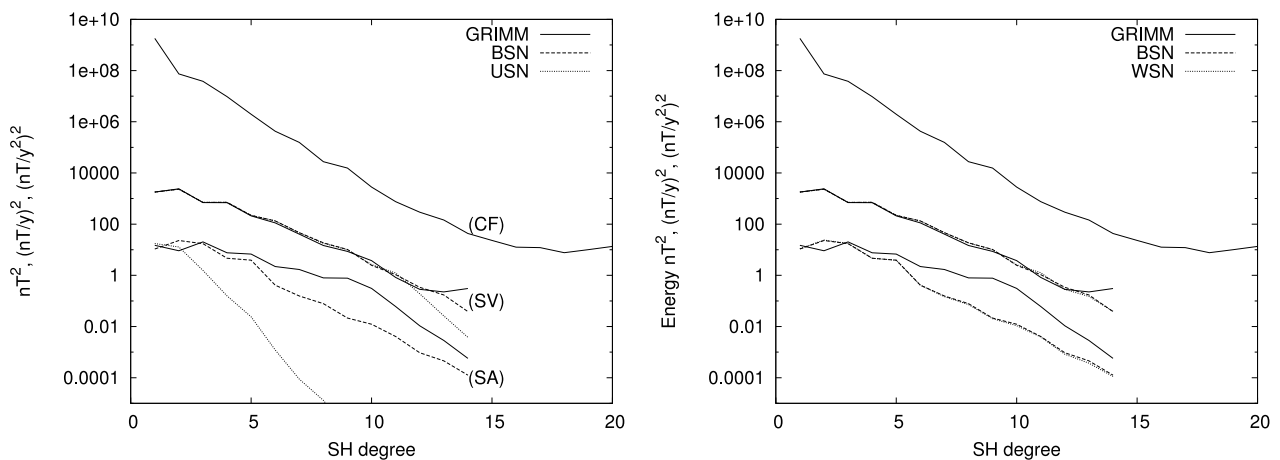 1e+10
1e+08
1e+06
10000
100
1
0.01
0.0001
0 5 10 15 20
SH degree
nT², (nT/y)², (nT/y²)²
GRIMM
BSN
USN
(CF)
(SV)
(SA)
1e+10
1e+08
1e+06
10000
100
1
0.01
0.0001
0 5 10 15 20
SH degree
Energy nT², (nT/y)², (nT/y²)²
GRIMM
BSN
WSN